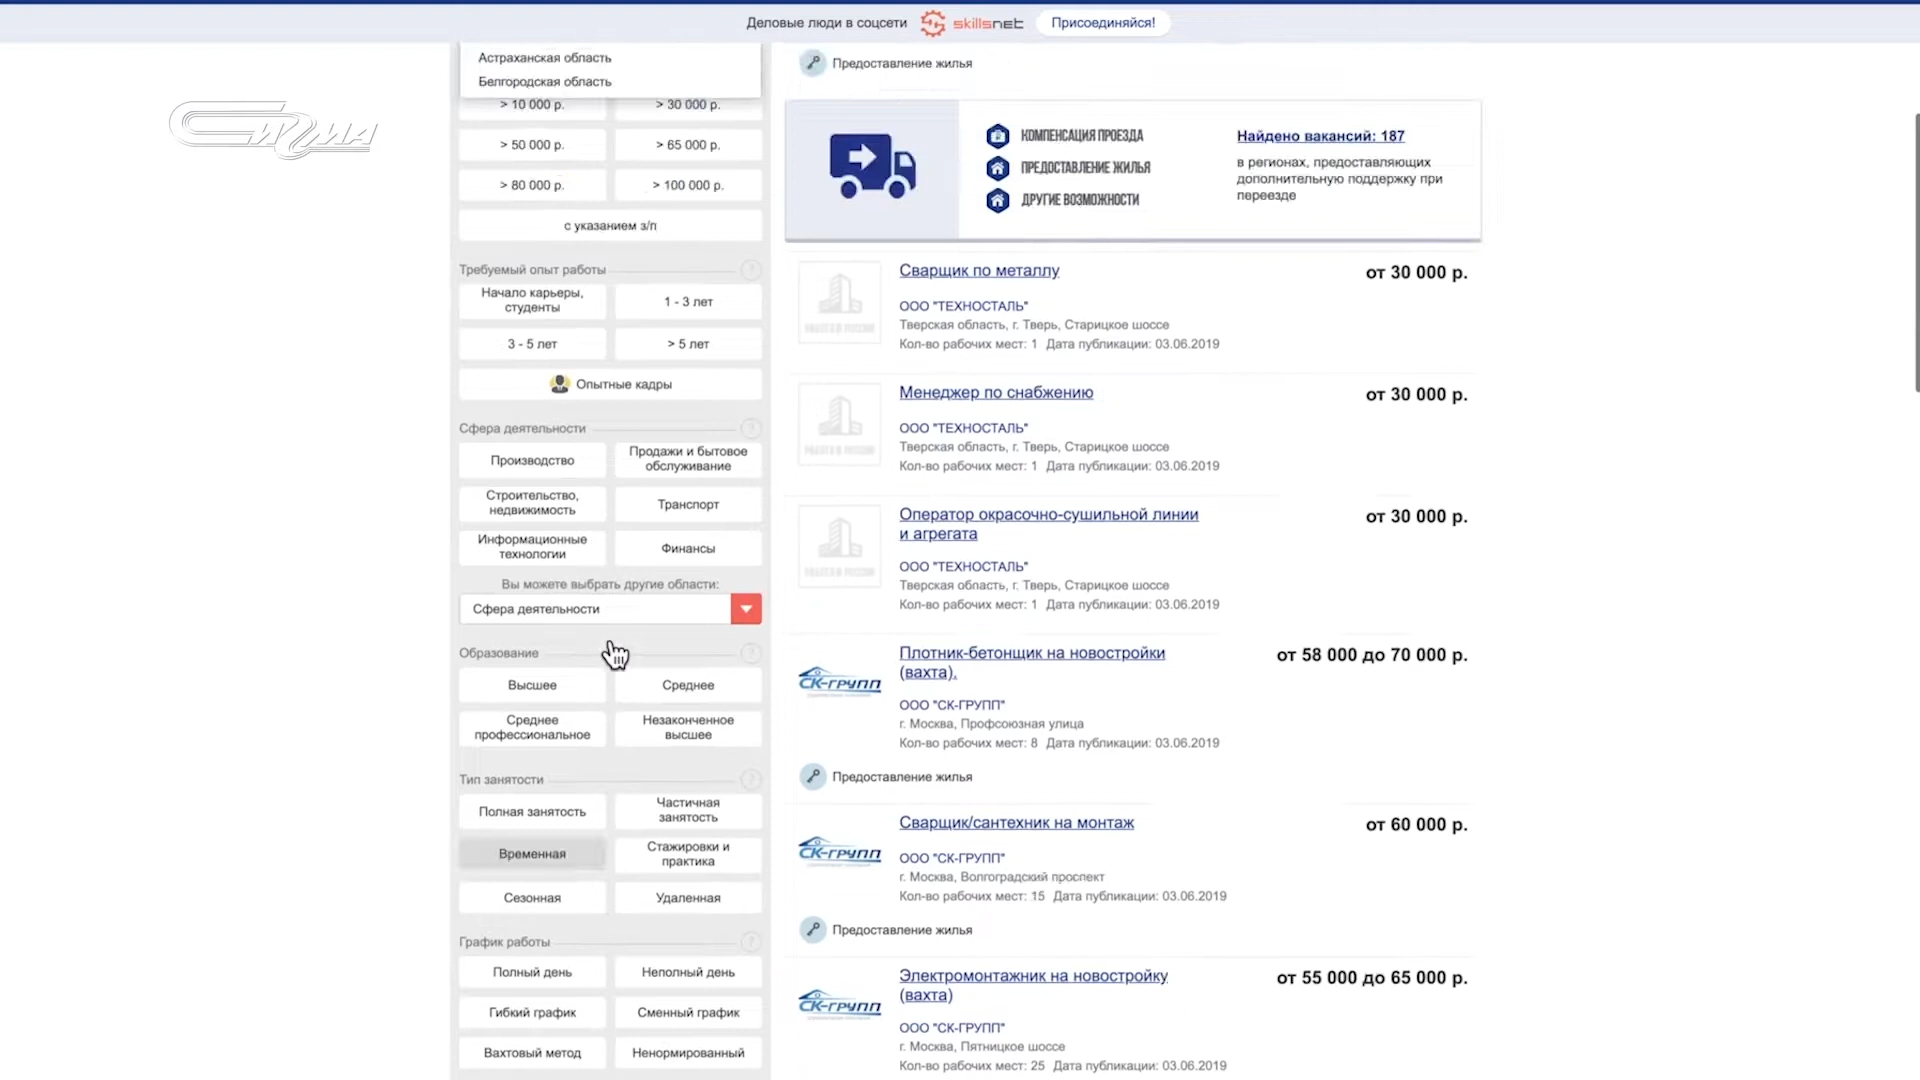 Деловые люди в соцсети skillsnet Присоединяйся!
Астраханская область
Белгородская область
> 10 000 р. > 30 000 р.
> 50 000 р. > 65 000 р.
> 80 000 р. > 100 000 р.
с указанием з/п
Требуемый опыт работы ?
Начало карьеры,
студенты
1 - 3 лет
3 - 5 лет > 5 лет
Опытные кадры
Сфера деятельности ?
Производство
Продажи и бытовое
обслуживание
Строительство,
недвижимость
Транспорт
Информационные
технологии
Финансы
Вы можете выбрать другие области:
Сфера деятельности
Образование ?
Высшее Среднее
Среднее
профессиональное
Незаконченное
высшее
Тип занятости ?
Полная занятость
Частичная
занятость
Временная
Стажировки и
практика
Сезонная Удаленная
График работы ?
Полный день Неполный день
Гибкий график Сменный график
Вахтовый метод Ненормированный
СИГМА
Предоставление жилья
КОМПЕНСАЦИЯ ПРОЕЗДА
ПРЕДОСТАВЛЕНИЕ ЖИЛЬЯ
ДРУГИЕ ВОЗМОЖНОСТИ
Найдено вакансий: 187
в регионах, предоставляющих
дополнительную поддержку при
переезде
Сварщик по металлу от 30 000 р.
ООО "ТЕХНОСТАЛЬ"
Тверская область, г. Тверь, Старицкое шоссе
Кол-во рабочих мест: 1 Дата публикации: 03.06.2019
РАБОТА В РОССИИ
Менеджер по снабжению от 30 000 р.
ООО "ТЕХНОСТАЛЬ"
Тверская область, г. Тверь, Старицкое шоссе
Кол-во рабочих мест: 1 Дата публикации: 03.06.2019
РАБОТА В РОССИИ
Оператор окрасочно-сушильной линии
и агрегата
от 30 000 р.
ООО "ТЕХНОСТАЛЬ"
Тверская область, г. Тверь, Старицкое шоссе
Кол-во рабочих мест: 1 Дата публикации: 03.06.2019
РАБОТА В РОССИИ
Плотник-бетонщик на новостройки
(вахта).
от 58 000 до 70 000 р.
СК-ГРУПП
ООО "СК-ГРУПП"
г. Москва, Профсоюзная улица
Кол-во рабочих мест: 8 Дата публикации: 03.06.2019
Предоставление жилья
Сварщик/сантехник на монтаж от 60 000 р.
СК-ГРУПП
ООО "СК-ГРУПП"
г. Москва, Волгоградский проспект
Кол-во рабочих мест: 15 Дата публикации: 03.06.2019
Предоставление жилья
Электромонтажник на новостройку
(вахта)
от 55 000 до 65 000 р.
СК-ГРУПП
ООО "СК-ГРУПП"
г. Москва, Пятницкое шоссе
Кол-во рабочих мест: 25 Дата публикации: 03.06.2019